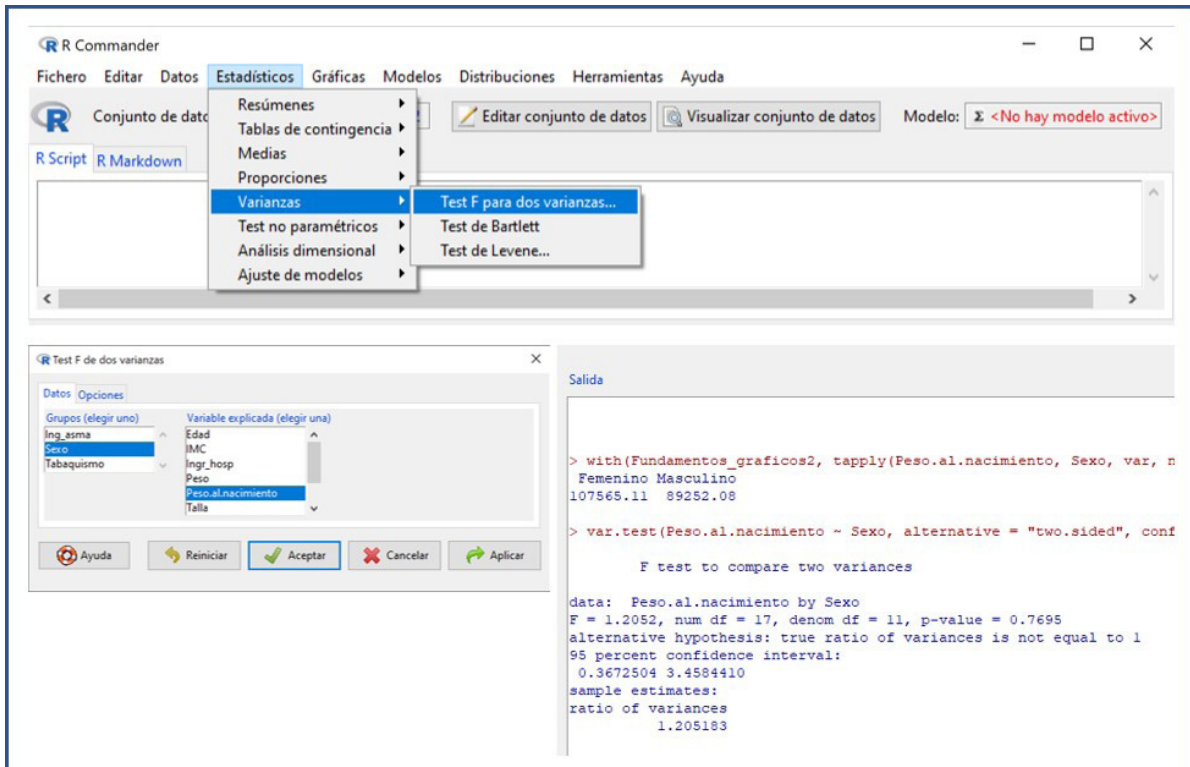 R Commander
Fichero Editar Datos Estadísticos Gráficas Modelos Distribuciones Herramientas Ayuda
Conjunto de datc
Editar conjunto de datos
Visualizar conjunto de datos
Modelo: Σ <No hay modelo activo>
R Script R Markdown
Resúmenes
Tablas de contingencia
Medias
Proporciones
Varianzas
Test no paramétricos
Análisis dimensional
Ajuste de modelos
Test F para dos varianzas...
Test de Bartlett
Test de Levene...
Test F de dos varianzas
Datos Opciones
Grupos (elegir uno)
Ing_asma
Sexo
Tabaquismo
Variable explicada (elegir una)
Edad
IMC
Ingr_hosp
Peso
Peso.al.nacimiento
Talla
Ayuda Reiniciar Aceptar Cancelar Aplicar
Salida
> with(Fundamentos_graficos2, tapply(Peso.al.nacimiento, Sexo, var, n
Femenino Masculino
107565.11 89252.08
> var.test(Peso.al.nacimiento ~ Sexo, alternative = "two.sided", conf
F test to compare two variances
data: Peso.al.nacimiento by Sexo
F = 1.2052, num df = 17, denom df = 11, p-value = 0.7695
alternative hypothesis: true ratio of variances is not equal to 1
95 percent confidence interval:
0.3672504 3.4584410
sample estimates:
ratio of variances
1.205183